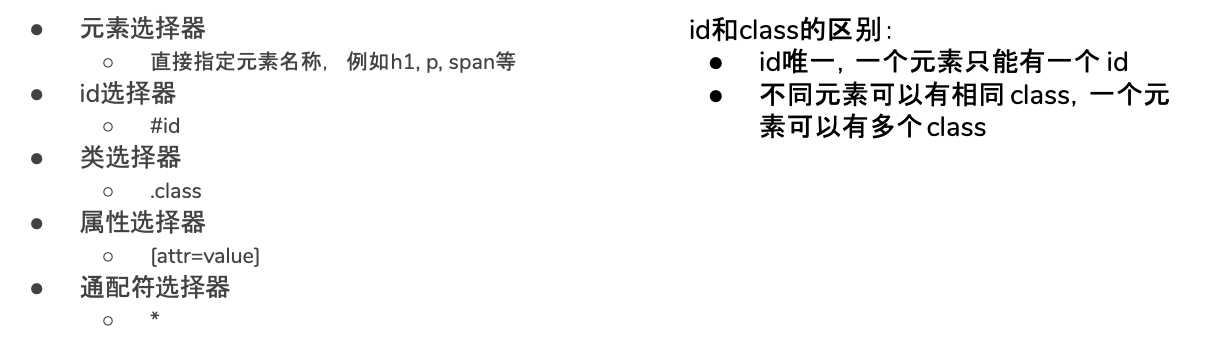 ● 元素选择器
○ 直接指定元素名称， 例如h1, p, span等
● id选择器
○ #id
● 类选择器
○ .class
● 属性选择器
○ [attr=value]
● 通配符选择器
○ *
id和class的区别：
● id唯一，一个元素只能有一个 id
● 不同元素可以有相同 class，一个元
素可以有多个 class